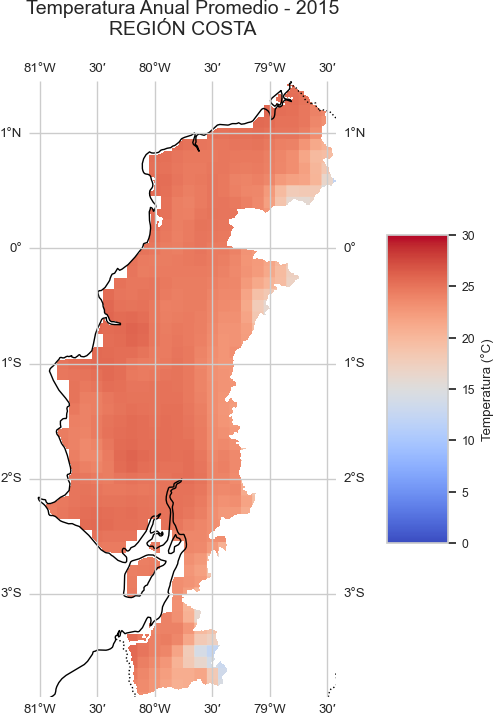 Temperatura Anual Promedio - 2015
REGIÓN COSTA
81°W 30′ 80°W 30′ 79°W 30′
1°N 1°N
0° 0°
1°S 1°S
2°S 2°S
3°S 3°S
81°W 30′ 80°W 30′ 79°W 30′
30
25
20
15
10
5
0
Temperatura (°C)